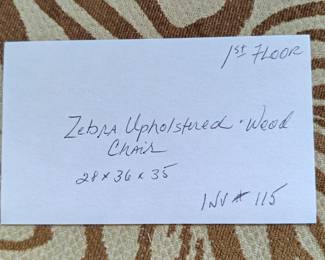 1st FLOOR
Zebra Upholstered · Wood
Chair
28 x 36 x 35
INV # 115